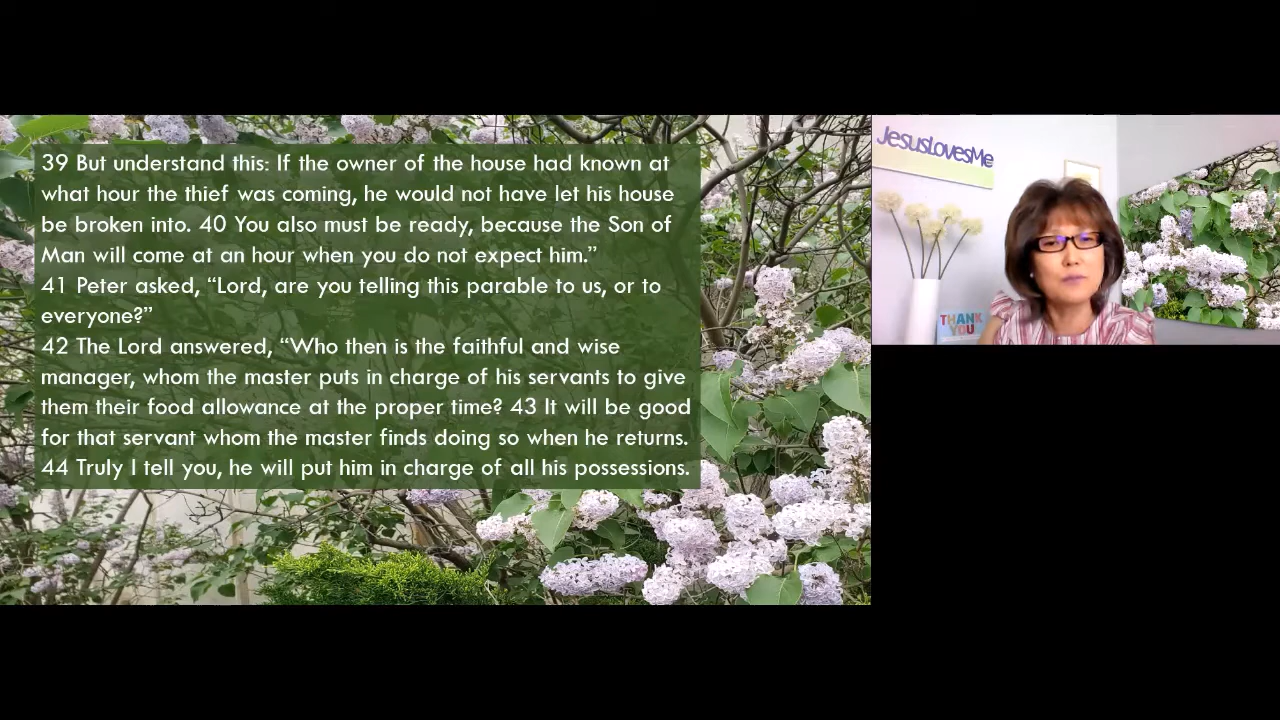 39 But understand this: If the owner of the house had known at
what hour the thief was coming, he would not have let his house
be broken into. 40 You also must be ready, because the Son of
Man will come at an hour when you do not expect him.”
41 Peter asked, “Lord, are you telling this parable to us, or to
everyone?”
42 The Lord answered, “Who then is the faithful and wise
manager, whom the master puts in charge of his servants to give
them their food allowance at the proper time? 43 It will be good
for that servant whom the master finds doing so when he returns.
44 Truly I tell you, he will put him in charge of all his possessions.
JesusLovesMe
THANK
YOU